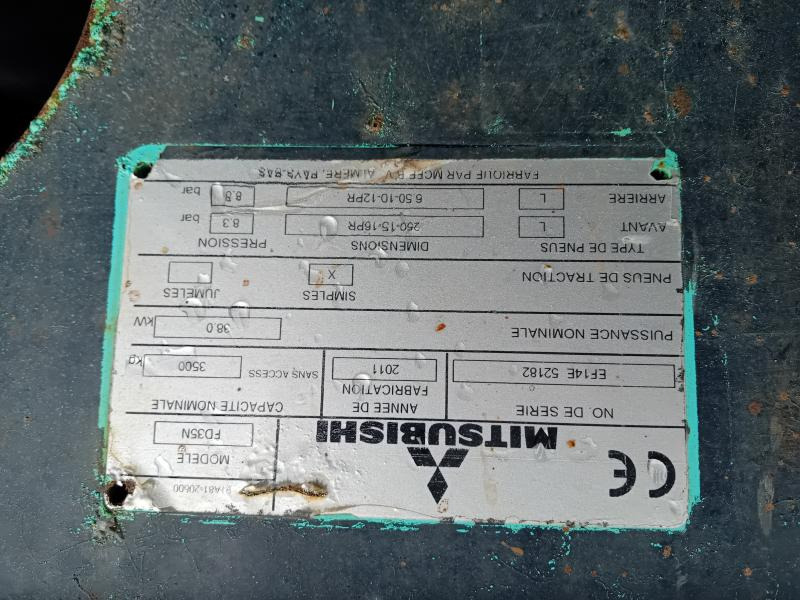 CE
MITSUBISHI
91A81-20600
MODELE
FD35N
NO. DE SERIE
EF14E 52182
ANNEE DE
FABRICATION
2011
CAPACITE NOMINALE
SANS ACCESS
3500 kg
PUISSANCE NOMINALE 38.0 kW
PNEUS DE TRACTION SIMPLES X JUMELES
TYPE DE PNEUS DIMENSIONS PRESSION
AVANT L 250-15-16PR 8.3 bar
ARRIERE L 6.50-10-12PR 8.8 bar
FABRIQUE PAR MCFE B.V. ALMERE, PAYS-BAS